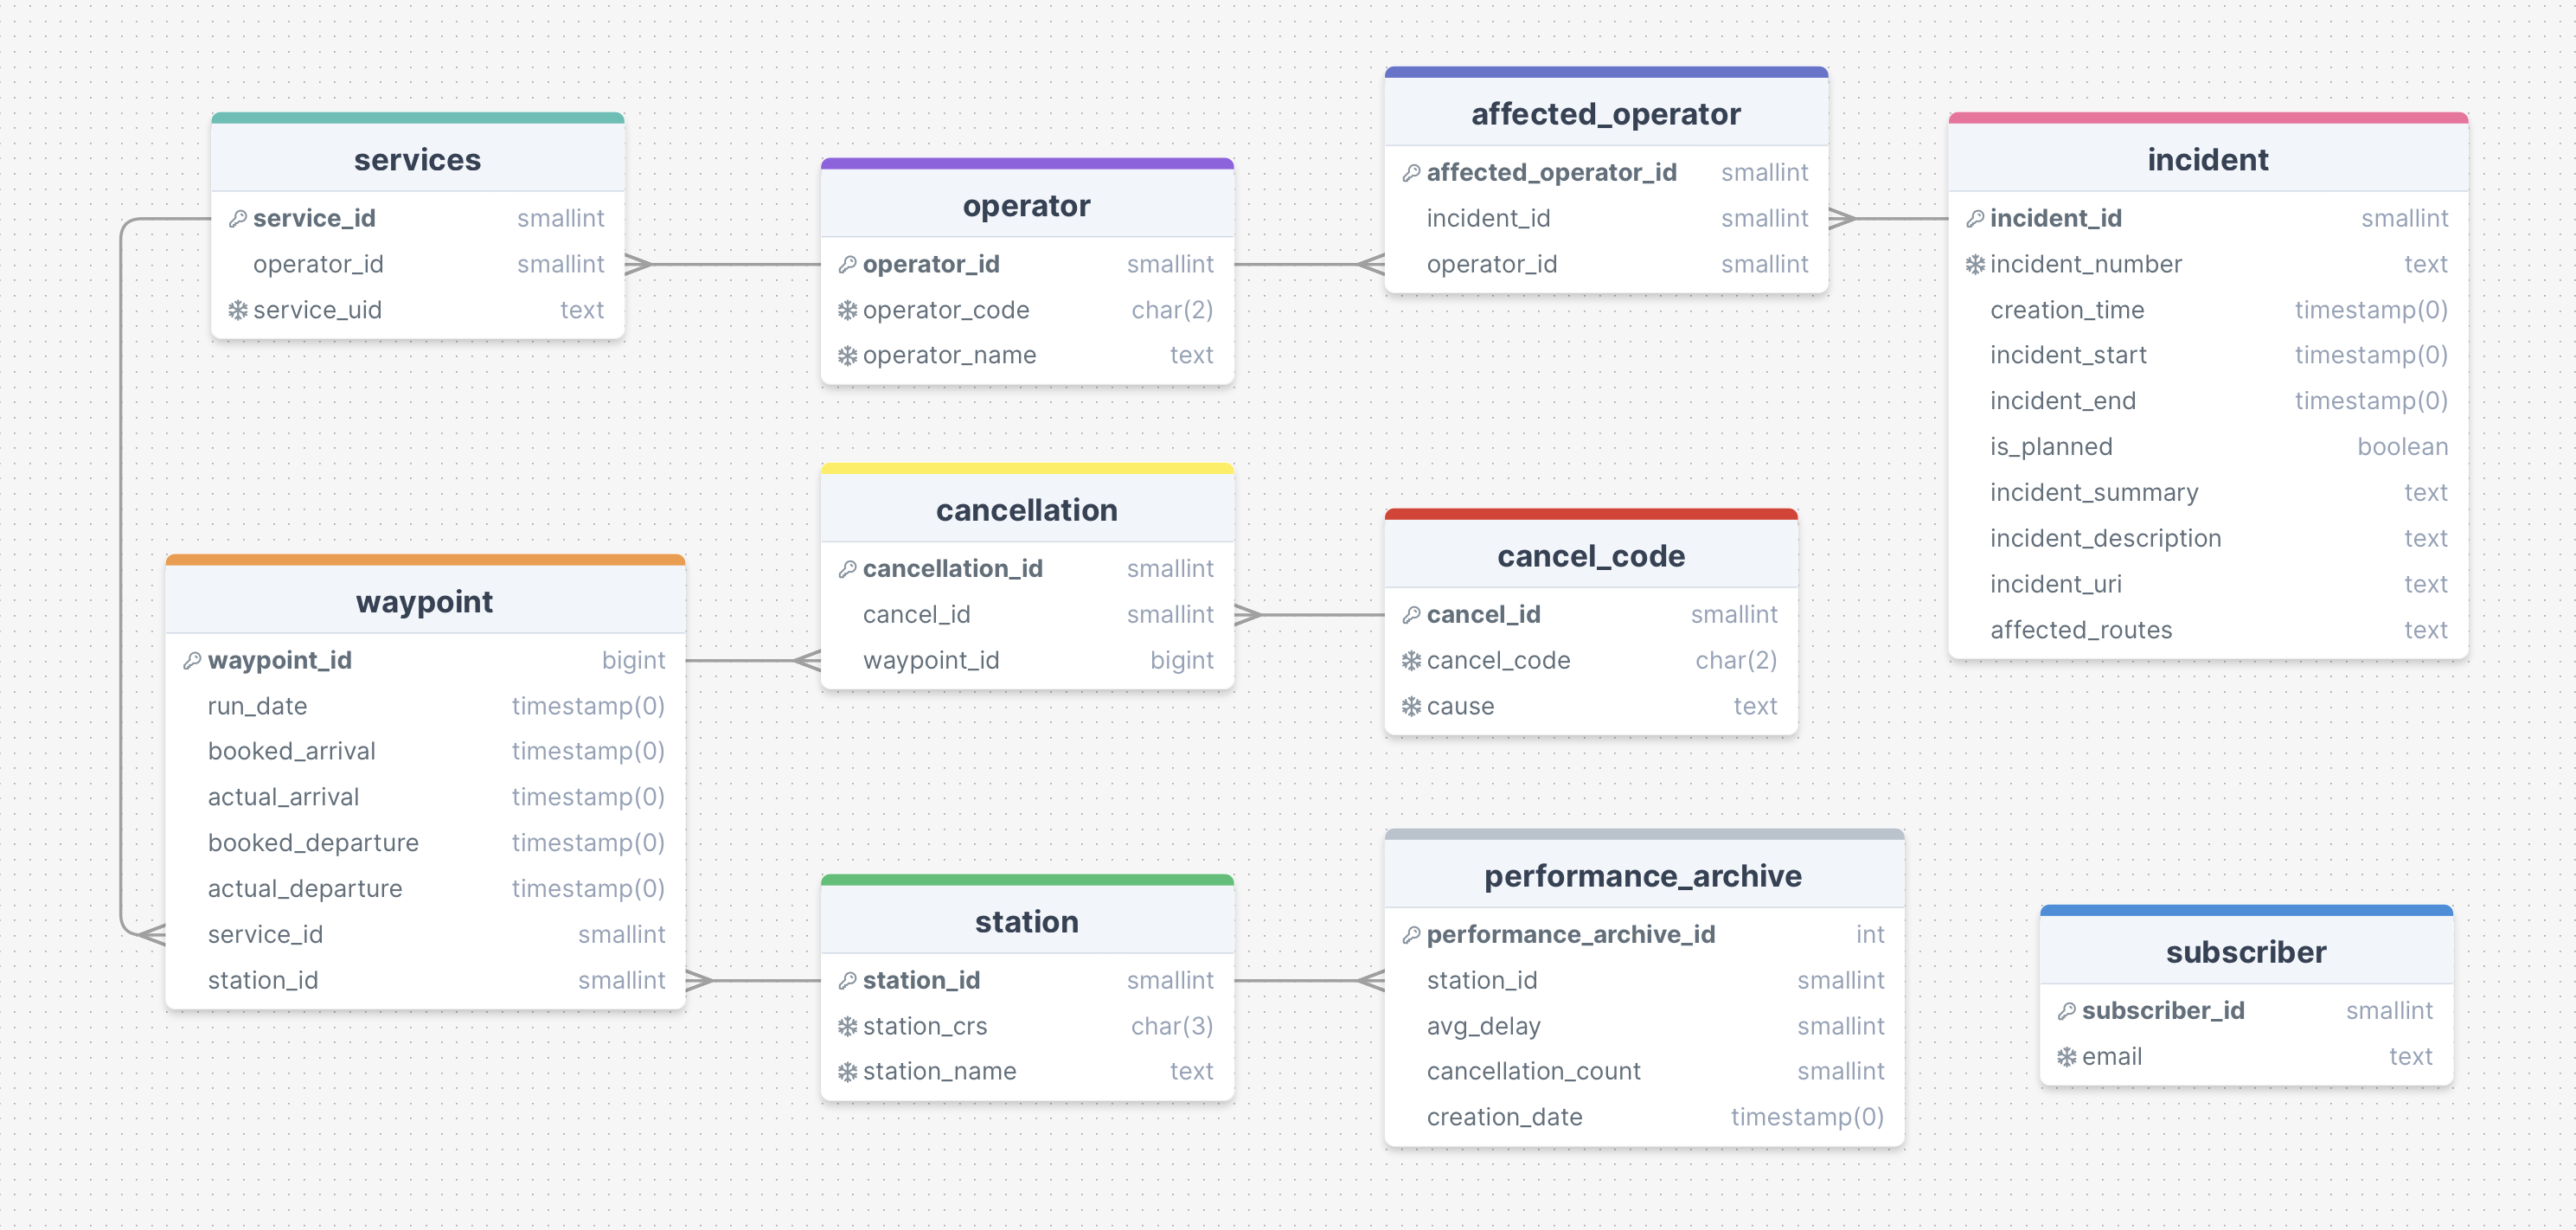 services
service_id smallint
operator_id smallint
service_uid text
operator
operator_id smallint
operator_code char(2)
operator_name text
affected_operator
affected_operator_id smallint
incident_id smallint
operator_id smallint
incident
incident_id smallint
incident_number text
creation_time timestamp(0)
incident_start timestamp(0)
incident_end timestamp(0)
is_planned boolean
incident_summary text
incident_description text
incident_uri text
affected_routes text
waypoint
waypoint_id bigint
run_date timestamp(0)
booked_arrival timestamp(0)
actual_arrival timestamp(0)
booked_departure timestamp(0)
actual_departure timestamp(0)
service_id smallint
station_id smallint
cancellation
cancellation_id smallint
cancel_id smallint
waypoint_id bigint
cancel_code
cancel_id smallint
cancel_code char(2)
cause text
station
station_id smallint
station_crs char(3)
station_name text
performance_archive
performance_archive_id int
station_id smallint
avg_delay smallint
cancellation_count smallint
creation_date timestamp(0)
subscriber
subscriber_id smallint
email text